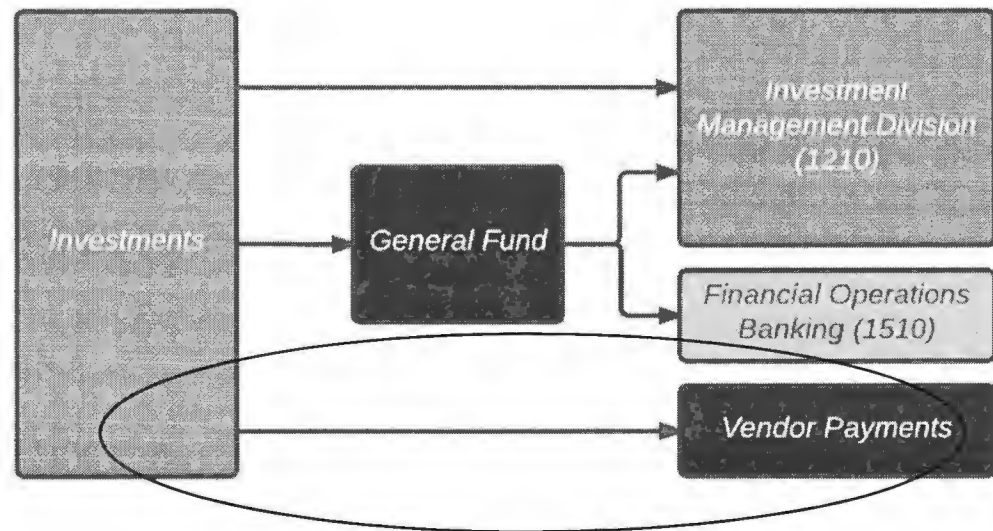 Investment
Management Division
(1210)
Investments
General Fund
Financial Operations
Banking (1510)
Vendor Payments